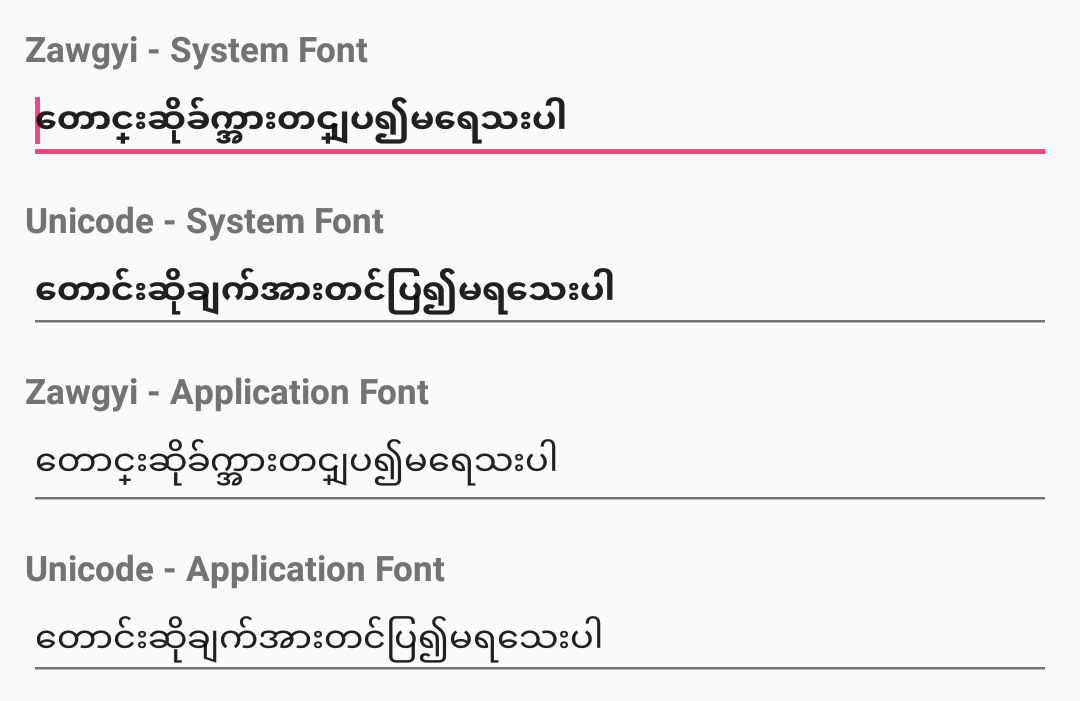 Zawgyi - System Font
တောင္းဆိုခ်က္အားတင္ျပ၍မရေသးပါ
Unicode - System Font
တောင်းဆိုချက်အားတင်ပြ၍မရသေးပါ
Zawgyi - Application Font
တောင္းဆိုခ်က္အားတင္ျပ၍မရေသးပါ
Unicode - Application Font
တောင်းဆိုချက်အားတင်ပြ၍မရသေးပါ